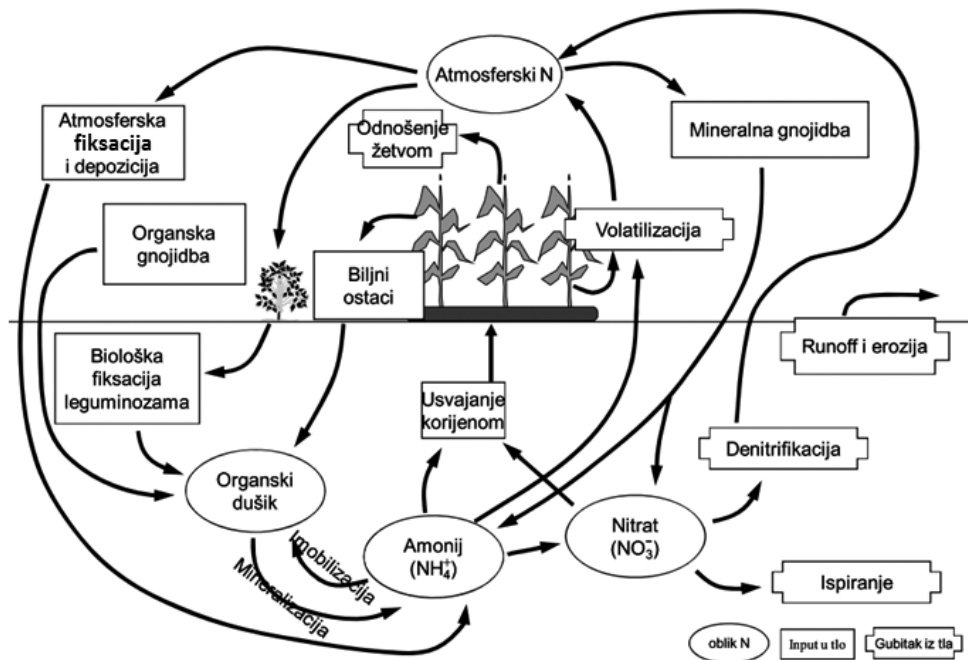 Atmosferski N
Atmosferska
fiksacija
i depozicija
Odnošenje
žetvom
Mineralna gnojidba
Organska
gnojidba
Volatilizacija
Biljni
ostaci
Runoff i erozija
Biološka
fiksacija
leguminozama
Usvajanje
korijenom
Denitrifikacija
Organski
dušik
Amonij
(NH₄⁺)
Nitrat
(NO₃⁻)
Imobilizacija
Mineralizacija
Ispiranje
oblik N
Input u tlo
Gubitak iz tla